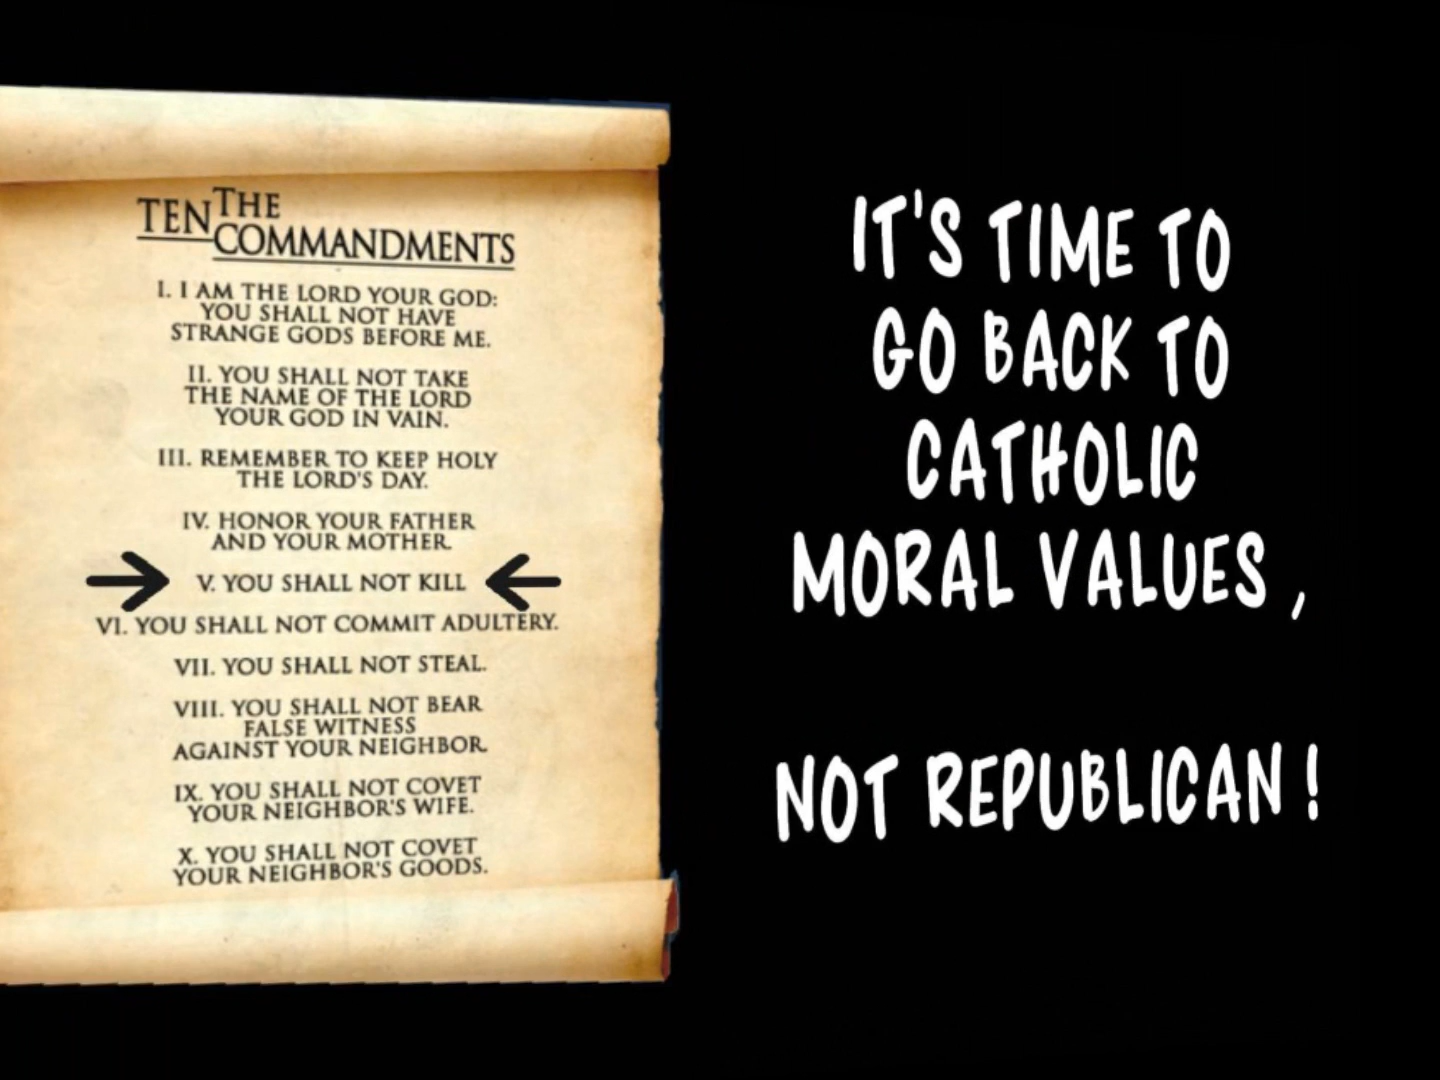 THE
TEN COMMANDMENTS
I. I AM THE LORD YOUR GOD:
YOU SHALL NOT HAVE
STRANGE GODS BEFORE ME.
II. YOU SHALL NOT TAKE
THE NAME OF THE LORD
YOUR GOD IN VAIN.
III. REMEMBER TO KEEP HOLY
THE LORD'S DAY.
IV. HONOR YOUR FATHER
AND YOUR MOTHER.
V. YOU SHALL NOT KILL
VI. YOU SHALL NOT COMMIT ADULTERY.
VII. YOU SHALL NOT STEAL.
VIII. YOU SHALL NOT BEAR
FALSE WITNESS
AGAINST YOUR NEIGHBOR.
IX. YOU SHALL NOT COVET
YOUR NEIGHBOR'S WIFE.
X. YOU SHALL NOT COVET
YOUR NEIGHBOR'S GOODS.
IT'S TIME TO
GO BACK TO
CATHOLIC
MORAL VALUES ,
NOT REPUBLICAN !